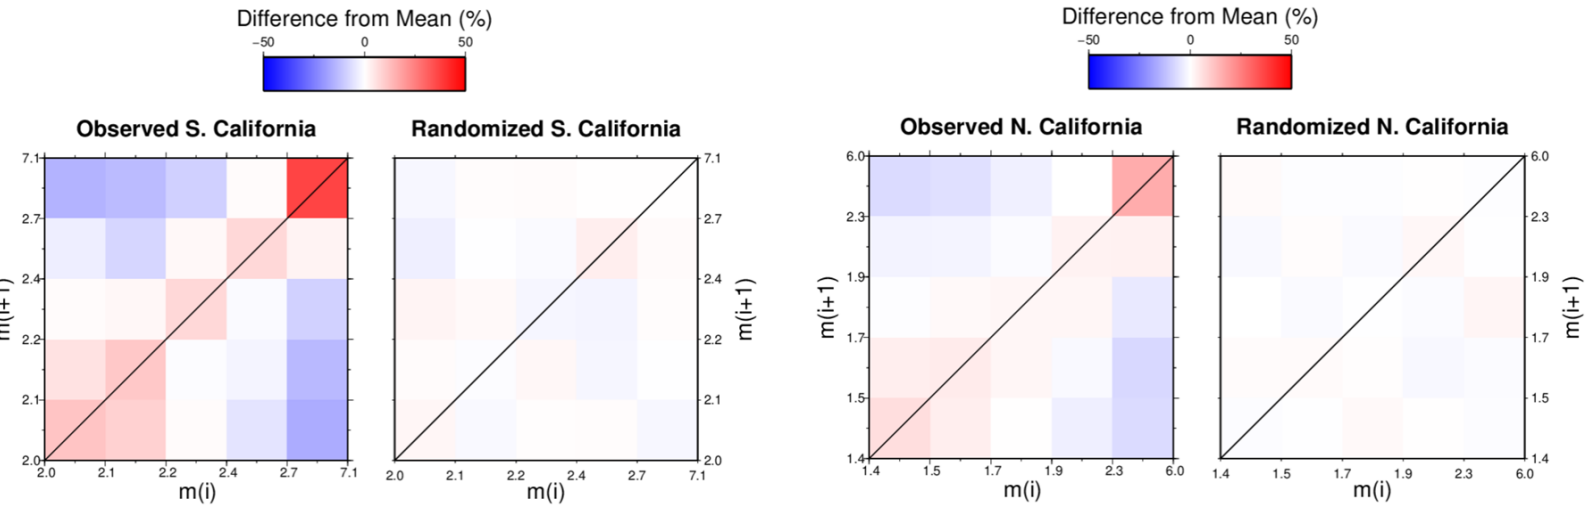 Difference from Mean (%)
−50 0 50
Observed S. California
Randomized S. California
7.1
2.7
2.4
2.2
2.1
2.0
m(i+1)
2.0 2.1 2.2 2.4 2.7 7.1
m(i)
7.1
2.7
2.4
2.2
2.1
2.0
m(i+1)
2.0 2.1 2.2 2.4 2.7 7.1
m(i)
Difference from Mean (%)
−50 0 50
Observed N. California
Randomized N. California
6.0
2.3
1.9
1.7
1.5
1.4
m(i+1)
1.4 1.5 1.7 1.9 2.3 6.0
m(i)
6.0
2.3
1.9
1.7
1.5
1.4
m(i+1)
1.4 1.5 1.7 1.9 2.3 6.0
m(i)